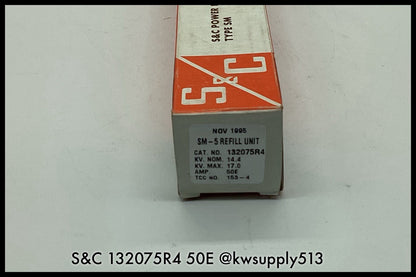 S&C POWER
TYPE SM
S&C
NOV 1995
SM-5 REFILL UNIT
CAT. NO. 132075R4
KV. NOM. 14.4
KV. MAX. 17.0
AMP 50E
TCC NO. 153-4
S&C 132075R4 50E @kwsupply513